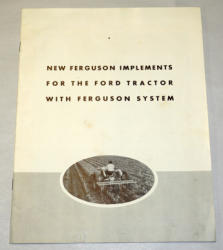 NEW FERGUSON IMPLEMENTS
FOR THE FORD TRACTOR
WITH FERGUSON SYSTEM